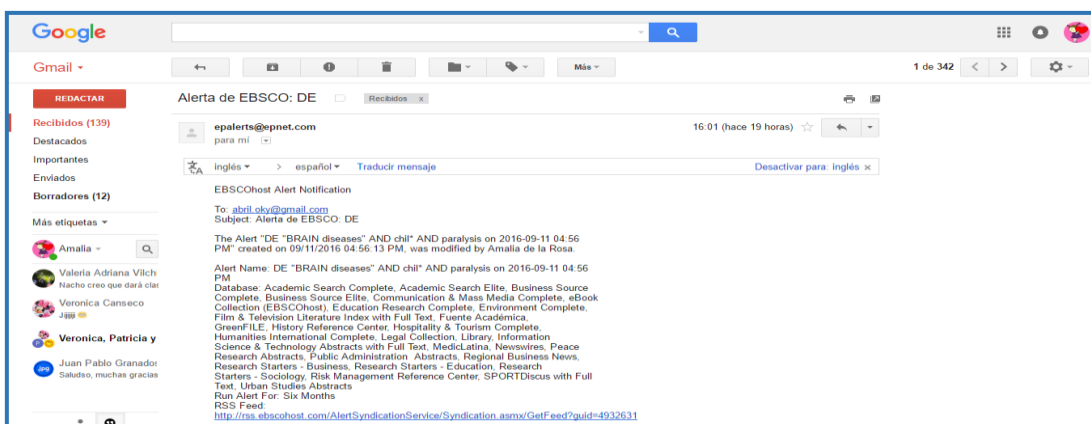 Google
Gmail
Más
1 de 342
REDACTAR
Alerta de EBSCO: DE
Recibidos x
Recibidos (139)
Destacados
Importantes
Enviados
Borradores (12)
Más etiquetas
Amalia
Valeria Adriana Vilch
Nacho creo que dará clas
Veronica Canseco
Jjjjj
Veronica, Patricia y
Juan Pablo Granados
Saludso, muchas gracias
epalerts@epnet.com
para mí
16:01 (hace 19 horas)
inglés > español Traducir mensaje
Desactivar para: inglés x
EBSCOhost Alert Notification
To: abril.oky@gmail.com
Subject: Alerta de EBSCO: DE
The Alert "DE "BRAIN diseases" AND chil* AND paralysis on 2016-09-11 04:56
PM" created on 09/11/2016 04:56:13 PM, was modified by Amalia de la Rosa.
Alert Name: DE "BRAIN diseases" AND chil* AND paralysis on 2016-09-11 04:56
PM
Database: Academic Search Complete, Academic Search Elite, Business Source
Complete, Business Source Elite, Communication & Mass Media Complete, eBook
Collection (EBSCOhost), Education Research Complete, Environment Complete,
Film & Television Literature Index with Full Text, Fuente Académica,
GreenFILE, History Reference Center, Hospitality & Tourism Complete,
Humanities International Complete, Legal Collection, Library, Information
Science & Technology Abstracts with Full Text, MedicLatina, Newswires, Peace
Research Abstracts, Public Administration Abstracts, Regional Business News,
Research Starters - Business, Research Starters - Education, Research
Starters - Sociology, Risk Management Reference Center, SPORTDiscus with Full
Text, Urban Studies Abstracts
Run Alert For: Six Months
RSS Feed:
http://rss.ebscohost.com/AlertSyndicationService/Syndication.asmx/GetFeed?guid=4932631